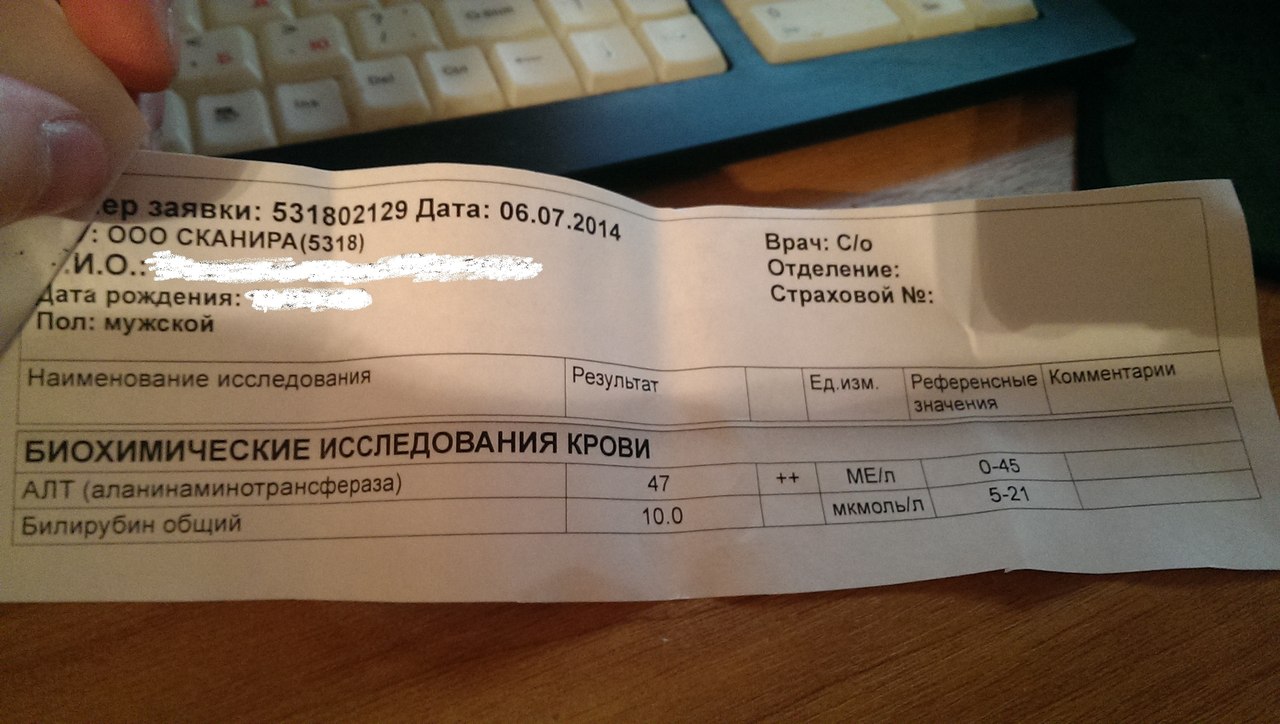 ер заявки: 531802129 Дата: 06.07.2014
: ООО СКАНИРА(5318)
.И.О.:
Дата рождения:
Пол: мужской
Врач: С/о
Отделение:
Страховой №:
Наименование исследования Результат Ед.изм. Референсные значения Комментарии
БИОХИМИЧЕСКИЕ ИССЛЕДОВАНИЯ КРОВИ
АЛТ (аланинаминотрансфераза) 47 ++ МЕ/л 0-45
Билирубин общий 10.0 мкмоль/л 5-21